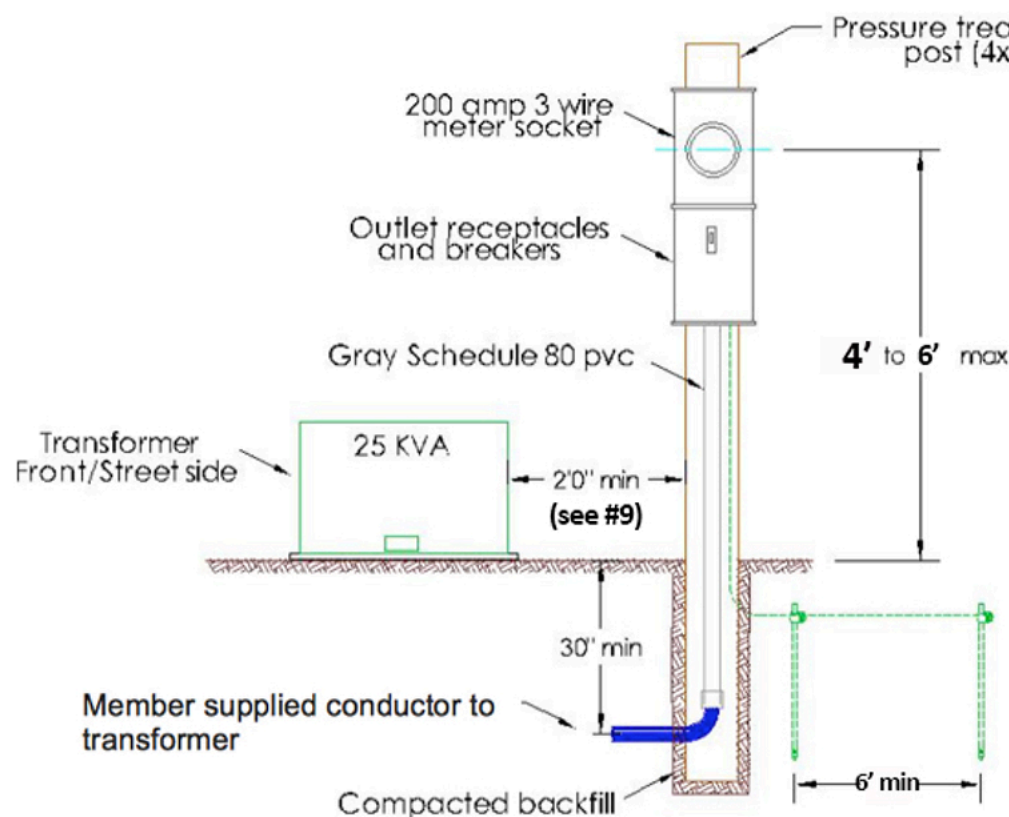 Pressure trea
post (4x
200 amp 3 wire
meter socket
Outlet receptacles
and breakers
Gray Schedule 80 pvc
4' to 6' max
Transformer
Front/Street side
25 KVA
2'0" min
(see #9)
30" min
Member supplied conductor to
transformer
6' min
Compacted backfill